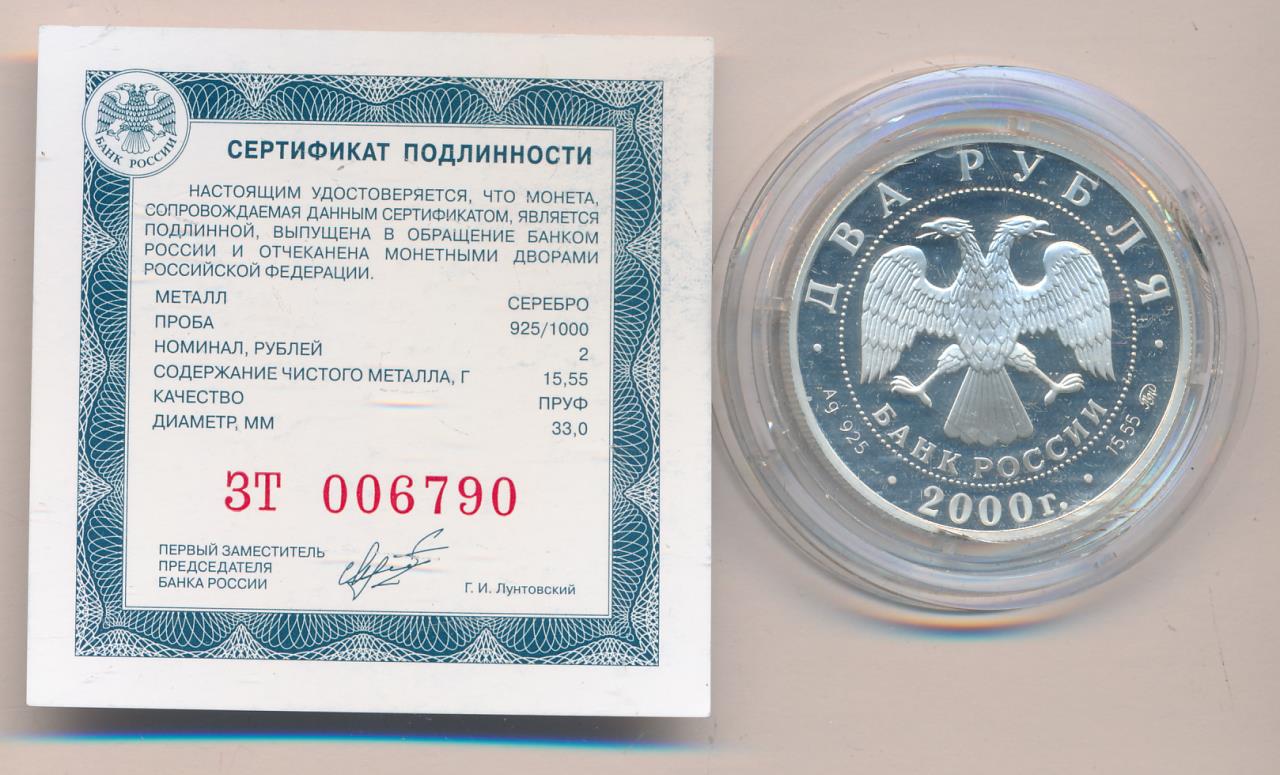 БАНК РОССИИ
СЕРТИФИКАТ ПОДЛИННОСТИ
НАСТОЯЩИМ УДОСТОВЕРЯЕТСЯ, ЧТО МОНЕТА,
СОПРОВОЖДАЕМАЯ ДАННЫМ СЕРТИФИКАТОМ, ЯВЛЯЕТСЯ
ПОДЛИННОЙ, ВЫПУЩЕНА В ОБРАЩЕНИЕ БАНКОМ
РОССИИ И ОТЧЕКАНЕНА МОНЕТНЫМИ ДВОРАМИ
РОССИЙСКОЙ ФЕДЕРАЦИИ.
МЕТАЛЛ СЕРЕБРО
ПРОБА 925/1000
НОМИНАЛ, РУБЛЕЙ 2
СОДЕРЖАНИЕ ЧИСТОГО МЕТАЛЛА, Г 15,55
КАЧЕСТВО ПРУФ
ДИАМЕТР, ММ 33,0
ЗТ 006790
ПЕРВЫЙ ЗАМЕСТИТЕЛЬ
ПРЕДСЕДАТЕЛЯ
БАНКА РОССИИ
Г. И. Лунтовский
ДВА РУБЛЯ
Ag 925
БАНК РОССИИ
15,55
2000г.